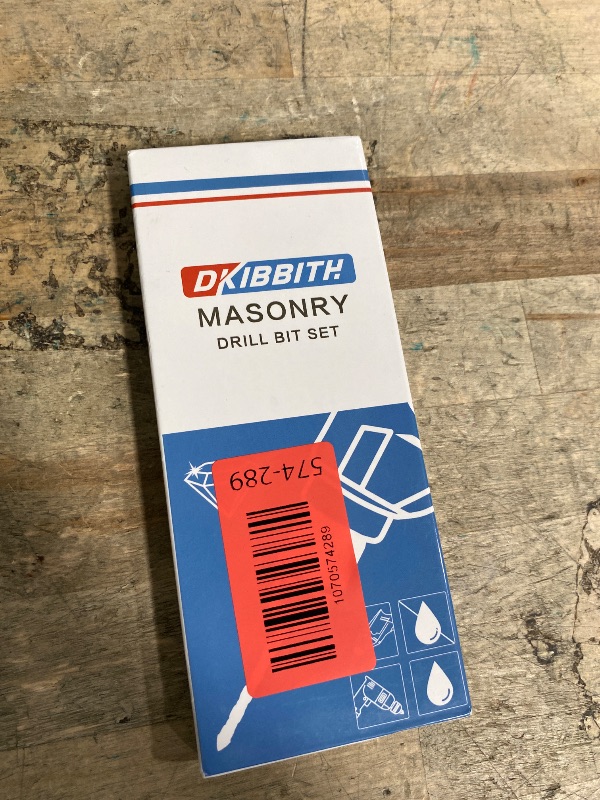 DKIBBITH
MASONRY
DRILL BIT SET
574-289
1070574289